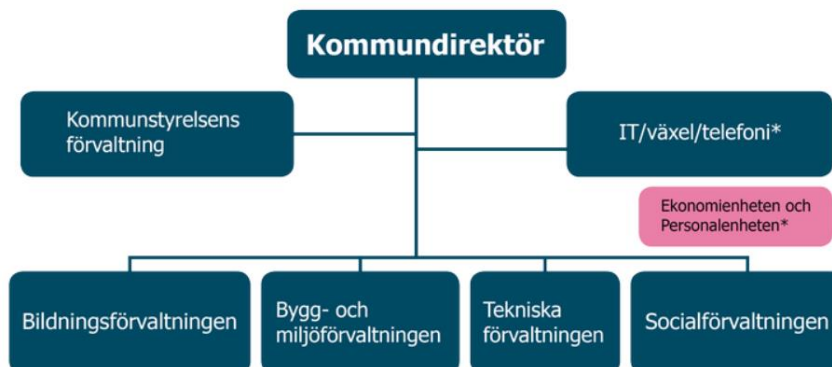 Kommundirektör
Kommunstyrelsens
förvaltning
IT/växel/telefoni*
Ekonomienheten och
Personalenheten*
Bildningsförvaltningen
Bygg- och
miljöförvaltningen
Tekniska
förvaltningen
Socialförvaltningen